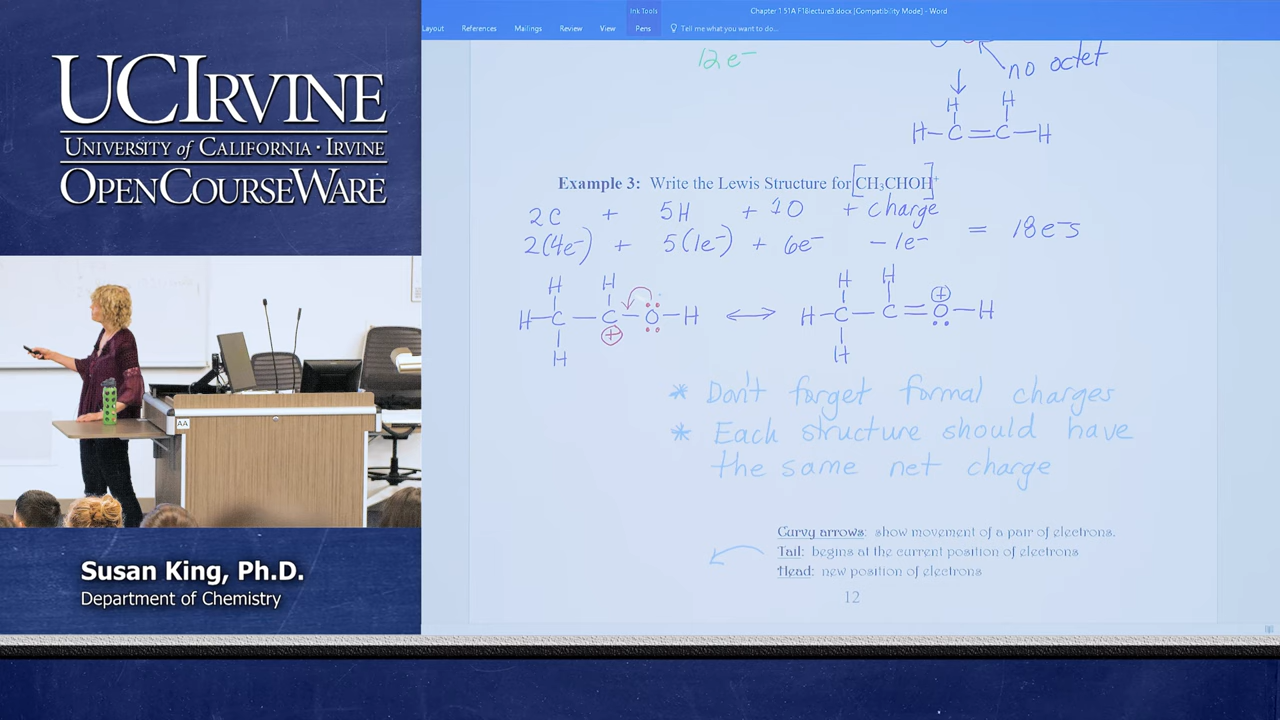 UCIRVINE
UNIVERSITY of CALIFORNIA · IRVINE
OPENCOURSEWARE
AA
Susan King, Ph.D.
Department of Chemistry
Ink Tools
Chapter 1 51A F16lecture3.docx [Compatibility Mode] - Word
Layout References Mailings Review View Pens Tell me what you want to do...
12e⁻
no octet
H H
H—C=C—H
Example 3: Write the Lewis Structure for [CH₃CHOH]⁺
2C + 5H + 1O + charge
2(4e⁻) + 5(1e⁻) + 6e⁻ - 1e⁻ = 18e⁻s
H H H H ⊕
H—C—C—O—H ⟷ H—C—C=O—H
H ⊕ H
* Don't forget formal charges
* Each structure should have
the same net charge
Curvy arrows: show movement of a pair of electrons.
Tail: begins at the current position of electrons
Head: new position of electrons
12